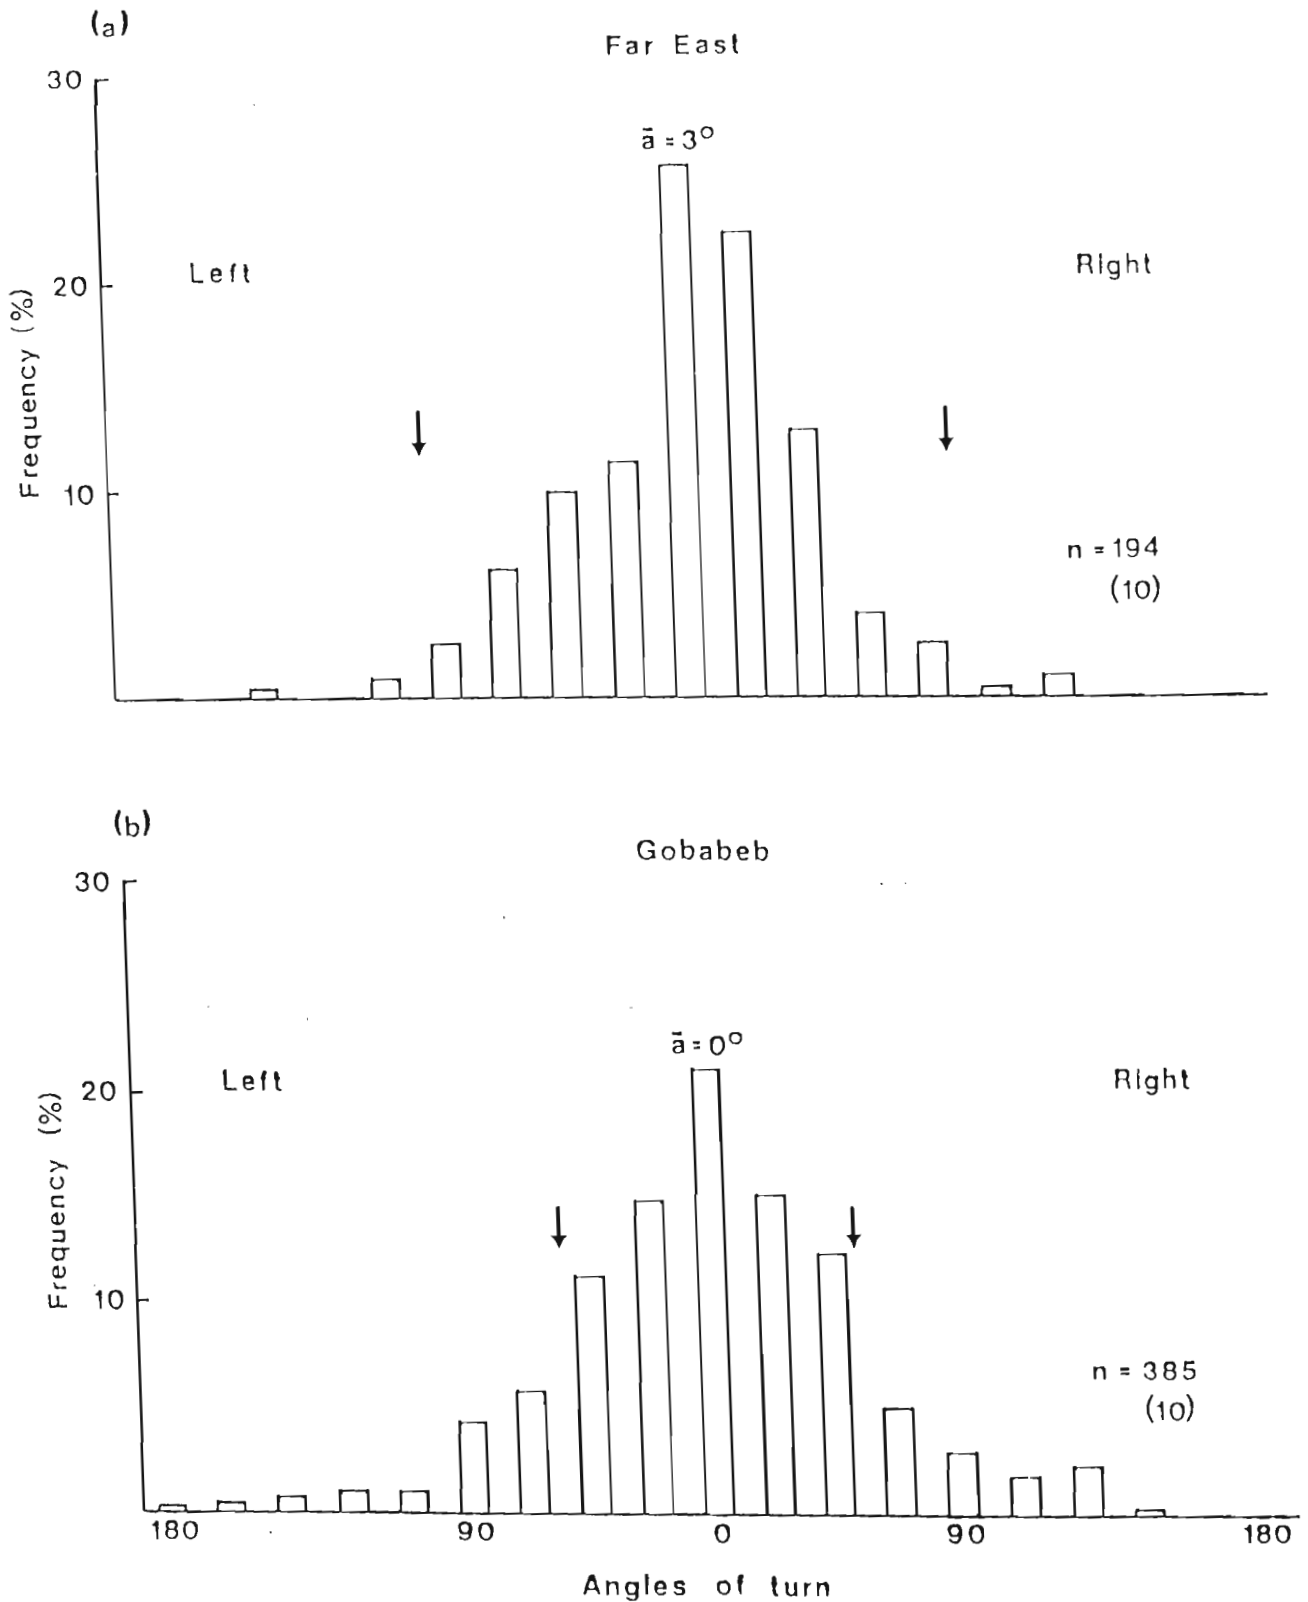 (a)
Far East
30
ā = 3°
Left
Right
20
Frequency (%)
10
n = 194
(10)
(b)
Gobabeb
30
ā = 0°
Left
Right
20
Frequency (%)
10
n = 385
(10)
180 90 0 90 180
Angles of turn